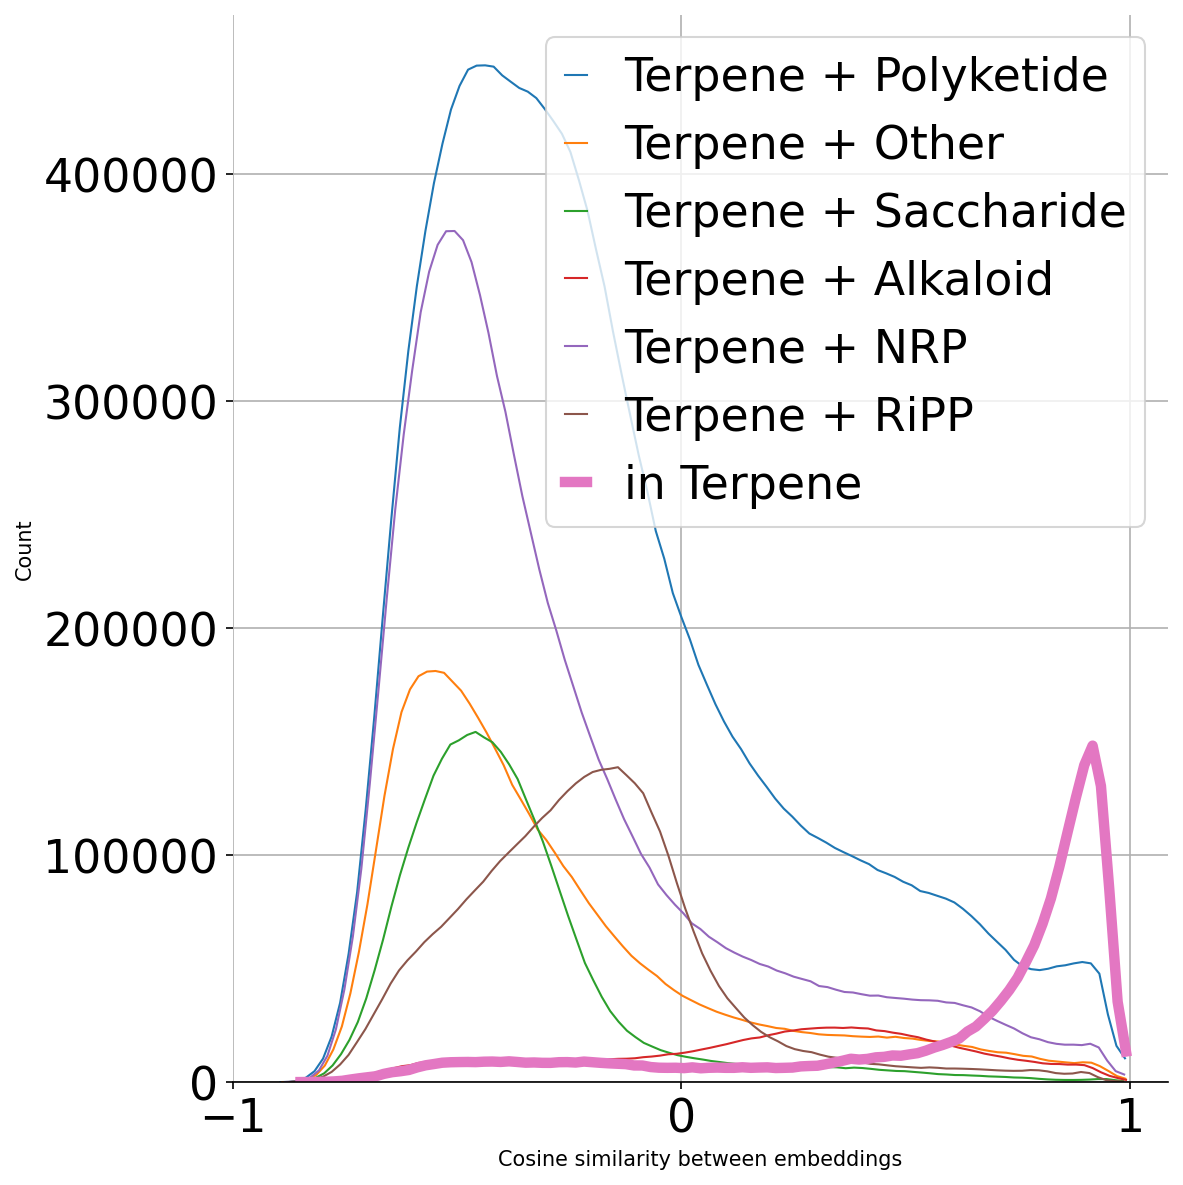 Terpene + Polyketide
Terpene + Other
Terpene + Saccharide
Terpene + Alkaloid
Terpene + NRP
Terpene + RiPP
in Terpene
400000
300000
200000
100000
0
Count
−1
0
1
Cosine similarity between embeddings